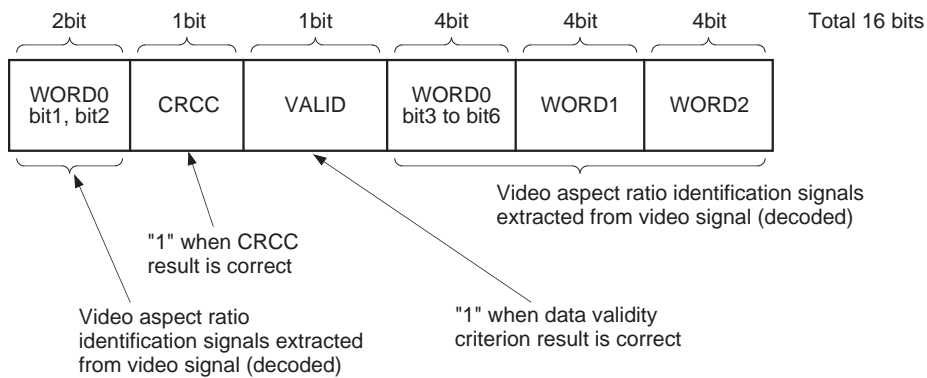 2bit 1bit 1bit 4bit 4bit 4bit Total 16 bits
WORD0
bit1, bit2
CRCC
VALID
WORD0
bit3 to bit6
WORD1
WORD2
Video aspect ratio identification signals
extracted from video signal (decoded)
"1" when CRCC
result is correct
Video aspect ratio
identification signals extracted
from video signal (decoded)
"1" when data validity
criterion result is correct